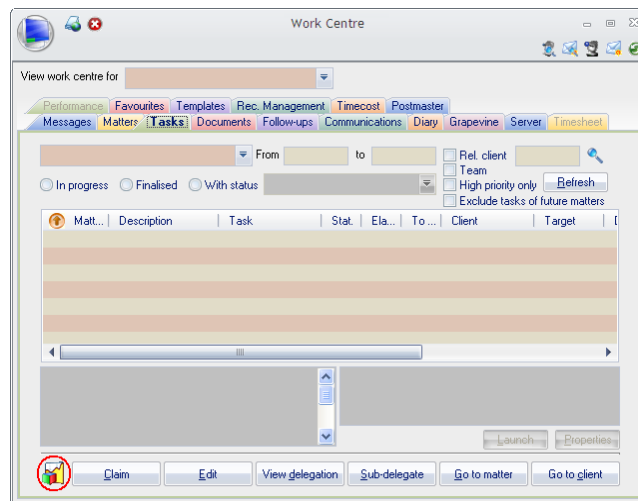 Work Centre
View work centre for
Performance Favourites Templates Rec. Management Timecost Postmaster
Messages Matters Tasks Documents Follow-ups Communications Diary Grapevine Server Timesheet
From to Rel. client
Team
In progress Finalised With status High priority only Refresh
Exclude tasks of future matters
Matt... Description Task Stat. Ela... To ... Client Target
Launch Properties
Claim Edit View delegation Sub-delegate Go to matter Go to client